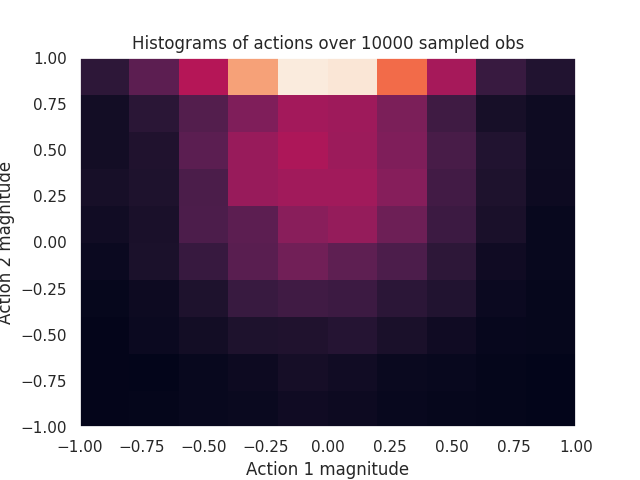 Histograms of actions over 10000 sampled obs
1.00
0.75
0.50
0.25
0.00
−0.25
−0.50
−0.75
−1.00
Action 2 magnitude
−1.00 −0.75 −0.50 −0.25 0.00 0.25 0.50 0.75 1.00
Action 1 magnitude